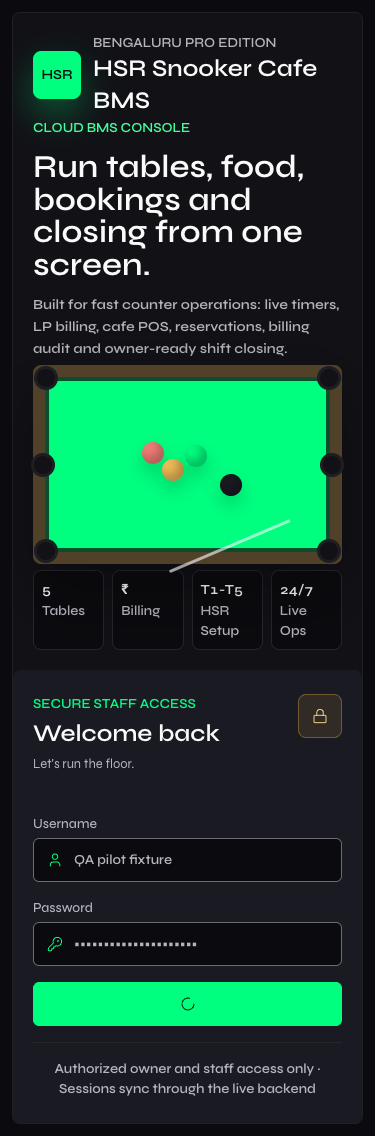 HSR
BENGALURU PRO EDITION
HSR Snooker Cafe
BMS
CLOUD BMS CONSOLE
Run tables, food,
bookings and
closing from one
screen.
Built for fast counter operations: live timers,
LP billing, cafe POS, reservations, billing
audit and owner-ready shift closing.
5
Tables
₹
Billing
T1-T5
HSR
Setup
24/7
Live
Ops
SECURE STAFF ACCESS
Welcome back
Let's run the floor.
Username
QA pilot fixture
Password
Authorized owner and staff access only ·
Sessions sync through the live backend